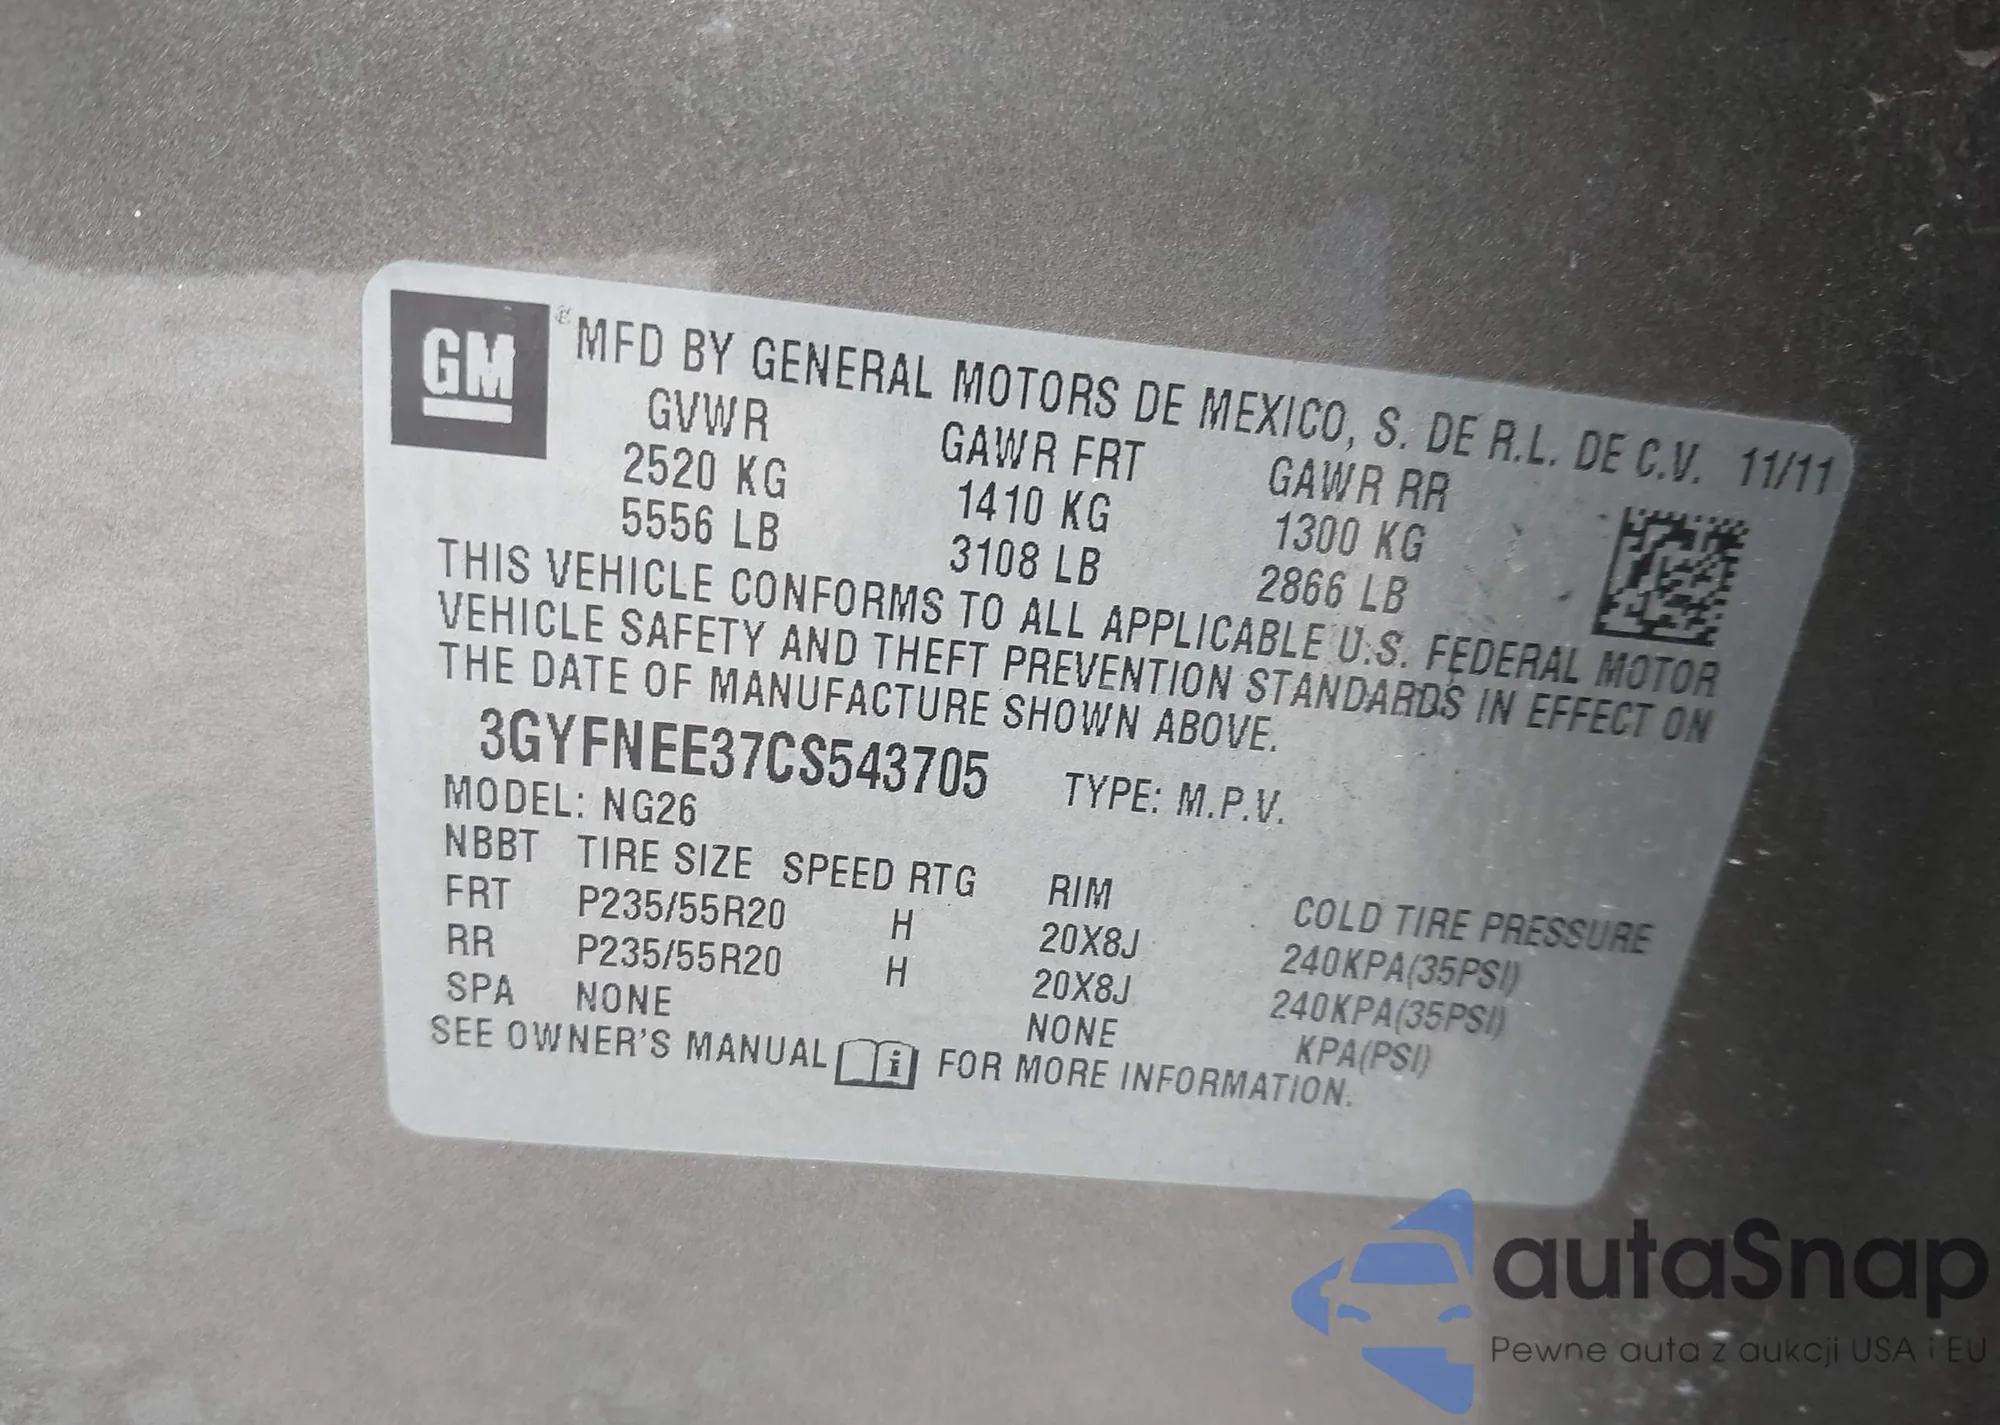 GM
® MFD BY GENERAL MOTORS DE MEXICO, S. DE R.L. DE C.V. 11/11
GVWR GAWR FRT GAWR RR
2520 KG 1410 KG 1300 KG
5556 LB 3108 LB 2866 LB
THIS VEHICLE CONFORMS TO ALL APPLICABLE U.S. FEDERAL MOTOR
VEHICLE SAFETY AND THEFT PREVENTION STANDARDS IN EFFECT ON
THE DATE OF MANUFACTURE SHOWN ABOVE.
3GYFNEE37CS543705 TYPE: M.P.V.
MODEL: NG26
NBBT TIRE SIZE SPEED RTG RIM COLD TIRE PRESSURE
FRT P235/55R20 H 20X8J 240KPA(35PSI)
RR P235/55R20 H 20X8J 240KPA(35PSI)
SPA NONE NONE KPA(PSI)
SEE OWNER'S MANUAL i FOR MORE INFORMATION.
autaSnap
Pewne auta z aukcji USA i EU